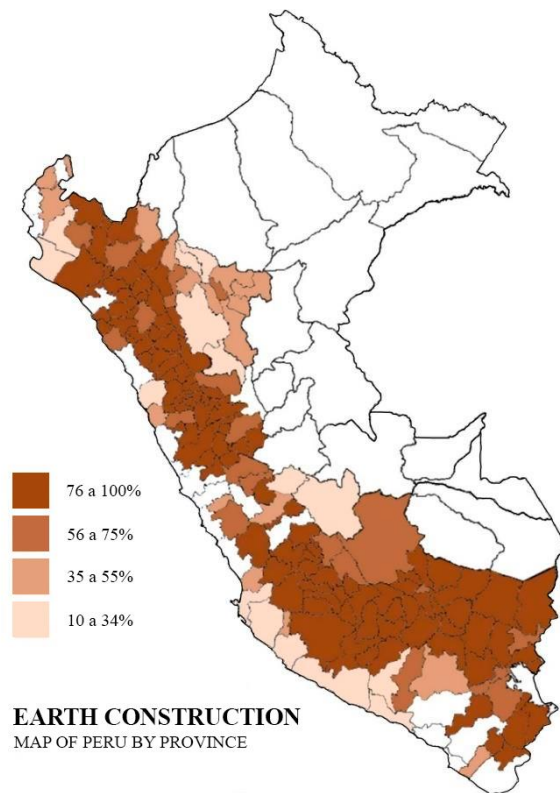 76 a 100%
56 a 75%
35 a 55%
10 a 34%
EARTH CONSTRUCTION
MAP OF PERU BY PROVINCE